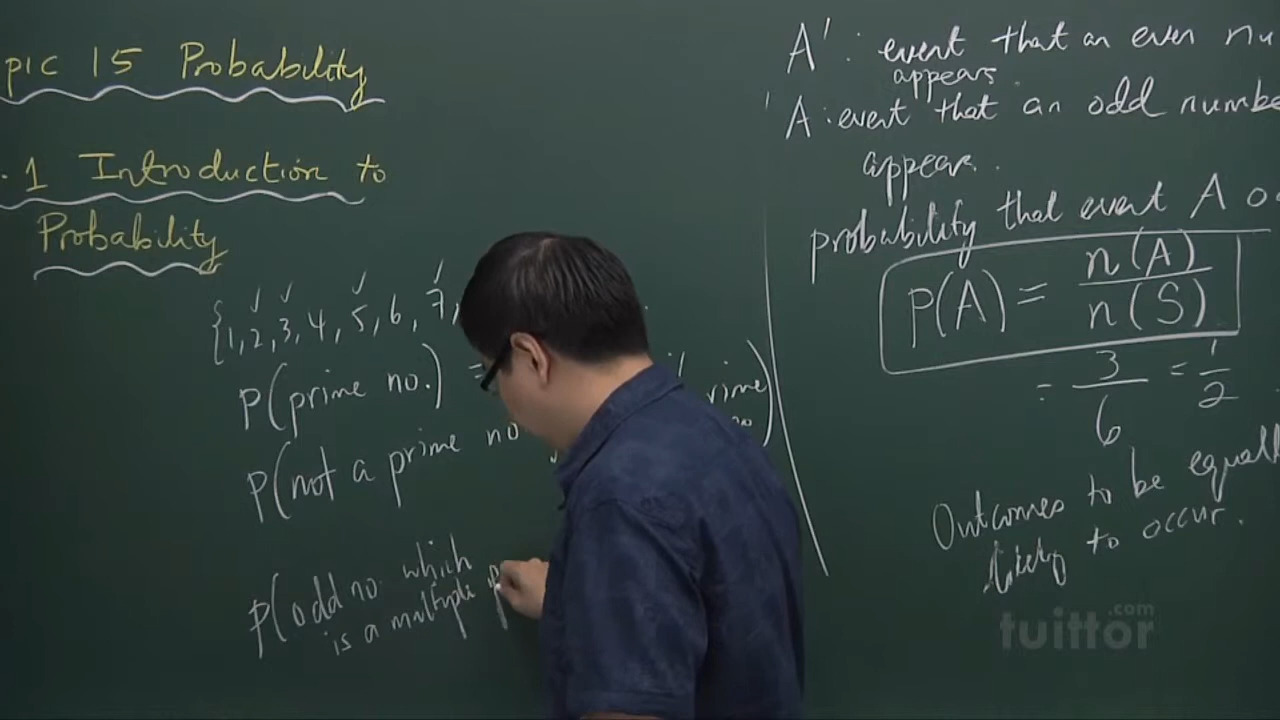 pic 15 Probability
.1 Introduction to
Probability
{1, 2, 3, 4, 5, 6, 7,
P(prime no.) =
P(not a prime no
rime
no
P(odd no. which
is a multiple
A' : event that an even nu
appears
A : event that an odd numbe
appear.
probability that event A o
P(A) = n(A) / n(S)
= 3/6 = 1/2
Outcomes to be equall
likely to occur.
tuittor.com